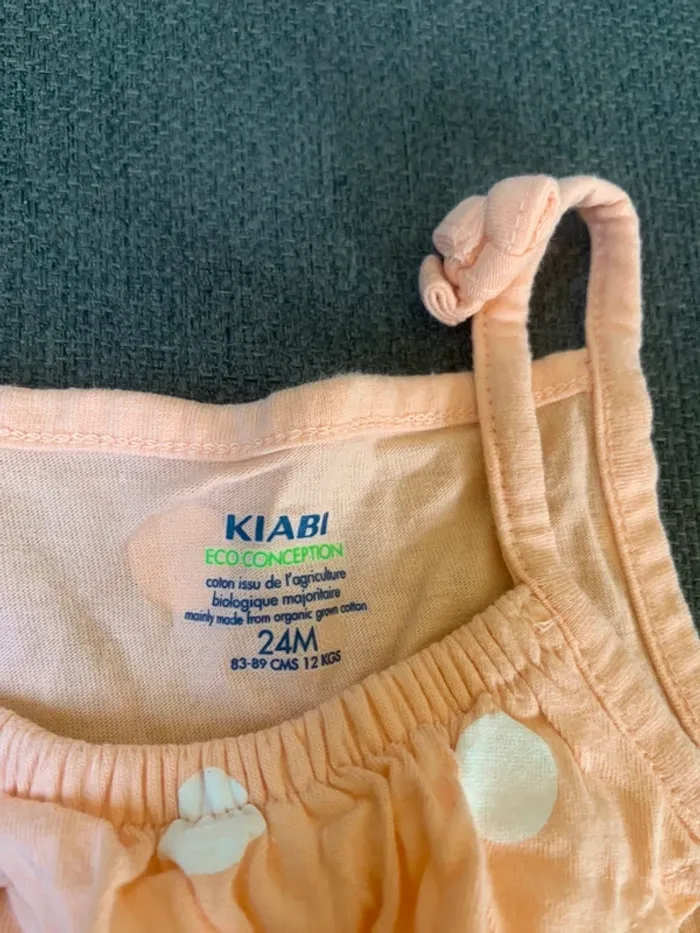 KIABI
ECO CONCEPTION
coton issu de l'agriculture
biologique majoritaire
mainly made from organic grown cotton
24M
83-89 CMS 12 KGS